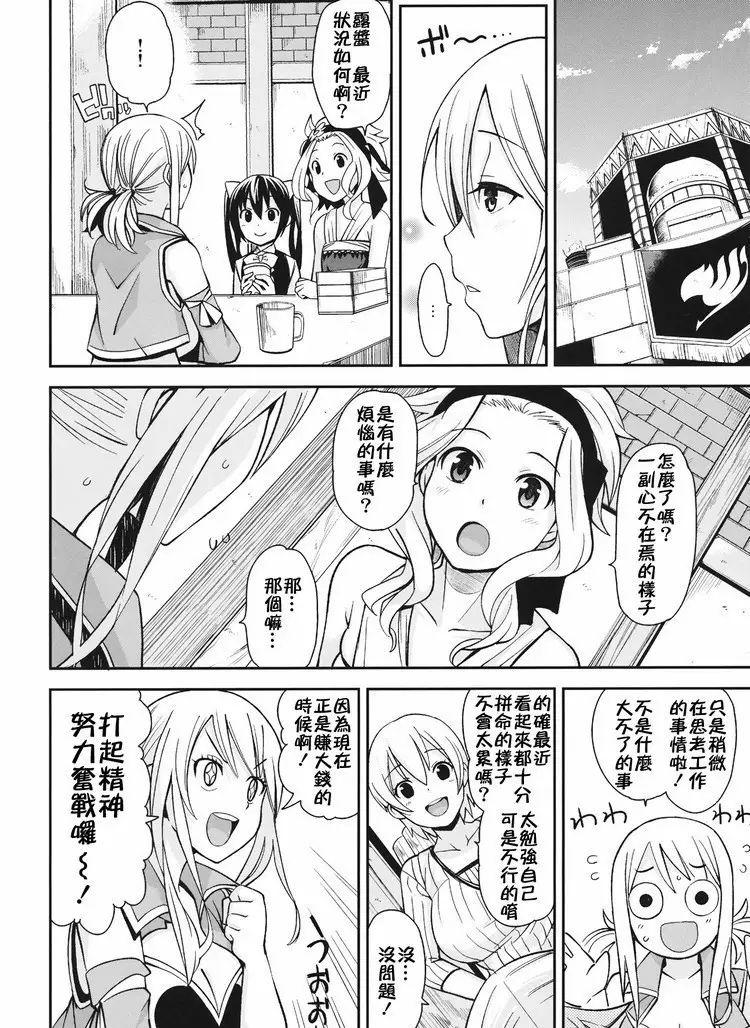 ボ〜…
…
露醬 最近
狀況如何啊？
！
ビクッ
怎麼了嗎？
一副心不在焉的樣子
是有什麼
煩惱的事嗎？
那…
那個嘛…
只是稍微
在思考工作
的事情啦！
不是什麼
大不了的事
わわ
わわ
的確最近
看起來都十分
拼命的樣子
不會太累嗎？
太勉強自己
可是不行的唷
沒…
沒問題！
因為現在
正是賺大錢的
時候啊！
打起精神
努力奮戰囉
〜！
うおお